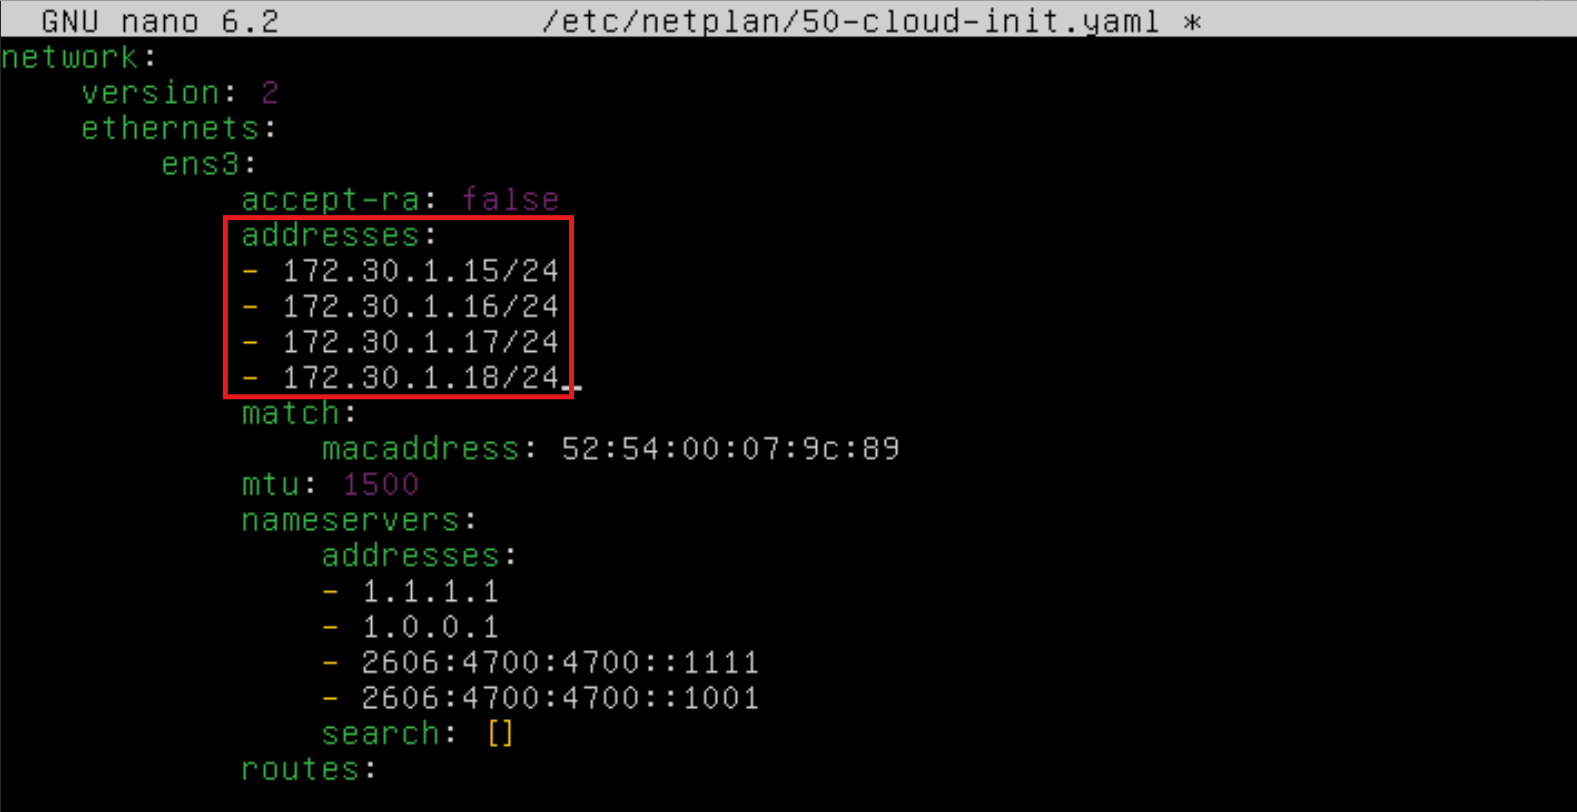 GNU nano 6.2 /etc/netplan/50-cloud-init.yaml *
network:
    version: 2
    ethernets:
        ens3:
            accept-ra: false
            addresses:
            - 172.30.1.15/24
            - 172.30.1.16/24
            - 172.30.1.17/24
            - 172.30.1.18/24
            match:
                macaddress: 52:54:00:07:9c:89
            mtu: 1500
            nameservers:
                addresses:
                - 1.1.1.1
                - 1.0.0.1
                - 2606:4700:4700::1111
                - 2606:4700:4700::1001
                search: []
            routes: